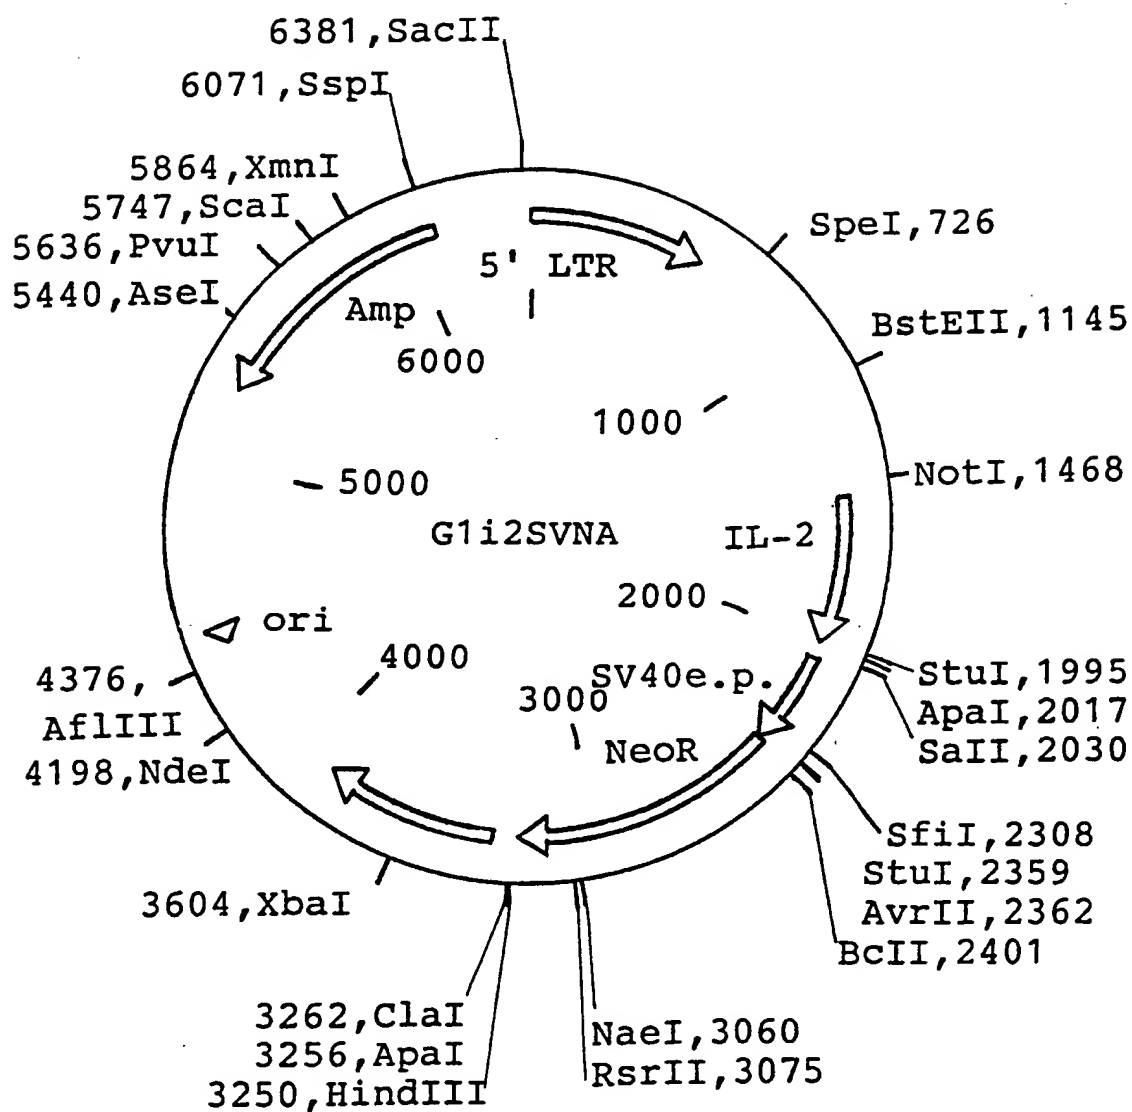 6381,SacII
6071,SspI
5864,XmnI
5747,ScaI
5636,PvuI
5440,AseI
SpeI,726
BstEII,1145
NotI,1468
5' LTR
Amp
6000
1000
5000
G1i2SVNA
IL-2
2000
ori
4000
SV40e.p.
3000
NeoR
4376,
AflIII
4198,NdeI
StuI,1995
ApaI,2017
SaII,2030
SfiI,2308
StuI,2359
AvrII,2362
BcII,2401
3604,XbaI
3262,ClaI
3256,ApaI
3250,HindIII
NaeI,3060
RsrII,3075